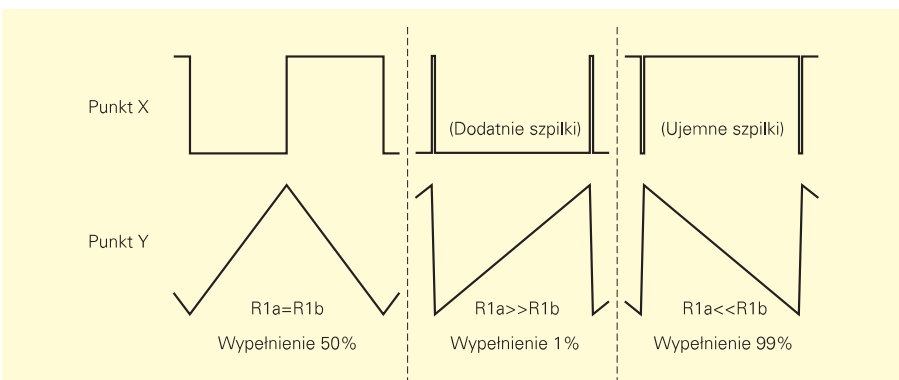 Punkt X
(Dodatnie szpilki)
(Ujemne szpilki)
Punkt Y
R1a=R1b
R1a>>R1b
R1a<<R1b
Wypełnienie 50%
Wypełnienie 1%
Wypełnienie 99%